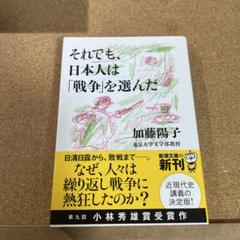 それでも、
日本人は
「戦争」を選んだ
加藤陽子
東京大学文学部教授
日清日露から、敗戦まで──。
なぜ、人々は
繰り返し戦争に
熱狂したのか?
新潮文庫の
新刊
近現代史
講義の
決定版!
第九回 小林秀雄賞受賞作